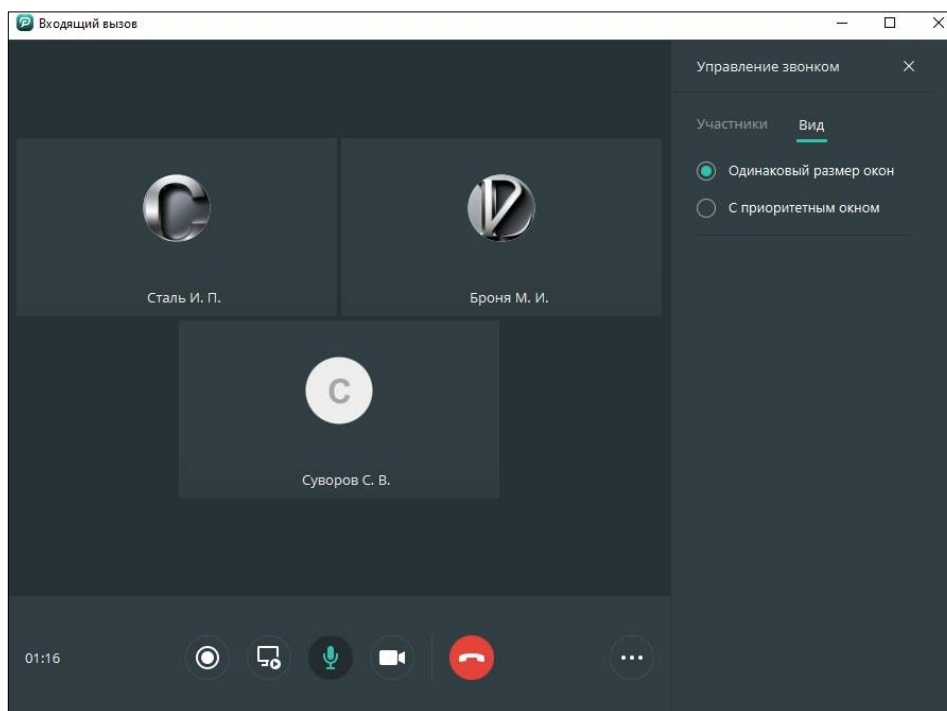 Входящий вызов
Управление звонком
Участники Вид
Одинаковый размер окон
С приоритетным окном
Сталь И. П. Броня М. И.
С
Суворов С. В.
01:16